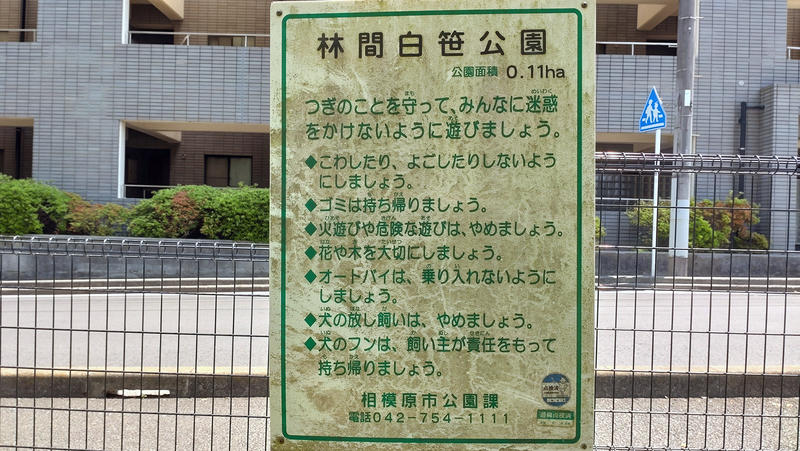 林間白笹公園
公園面積 0.11ha
つぎのことを守って、みんなに迷惑
をかけないように遊びましょう。
◆こわしたり、よごしたりしないよう
にしましょう。
◆ゴミは持ち帰りましょう。
◆火遊びや危険な遊びは、やめましょう。
◆花や木を大切にしましょう。
◆オートバイは、乗り入れないように
しましょう。
◆犬の放し飼いは、やめましょう。
◆犬のフンは、飼い主が責任をもって
持ち帰りましょう。
相模原市公園課
電話042-754-1111